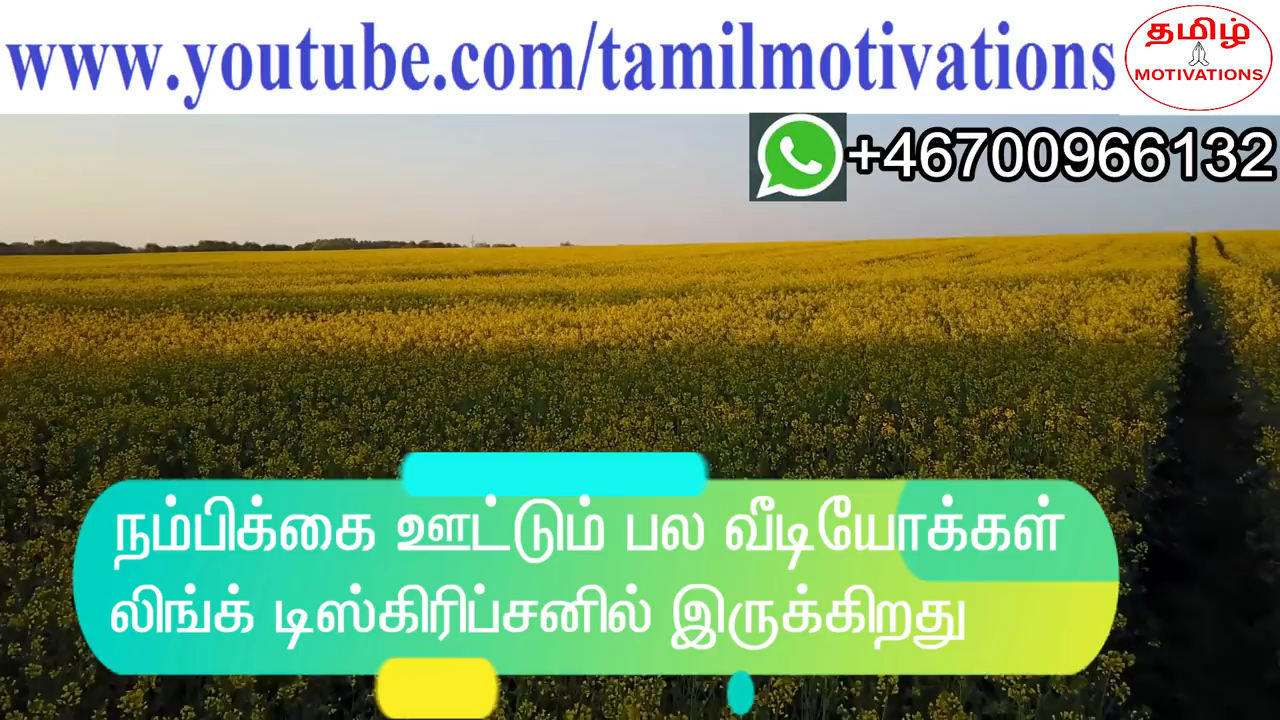 www.youtube.com/tamilmotivations
தமிழ்
MOTIVATIONS
+46700966132
நம்பிக்கை ஊட்டும் பல வீடியோக்கள்
லிங்க் டிஸ்கிரிப்சனில் இருக்கிறது